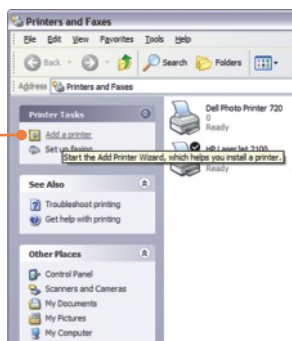 Printers and Faxes
File Edit View Favorites Tools Help
Back Search Folders
Address Printers and Faxes
Printer Tasks
Add a printer
Set up faxing
Start the Add Printer Wizard, which helps you install a printer.
See Also
Troubleshoot printing
Get help with printing
Other Places
Control Panel
Scanners and Cameras
My Documents
My Pictures
My Computer
Dell Photo Printer 720
0
Ready
HP LaserJet 2100
Ready